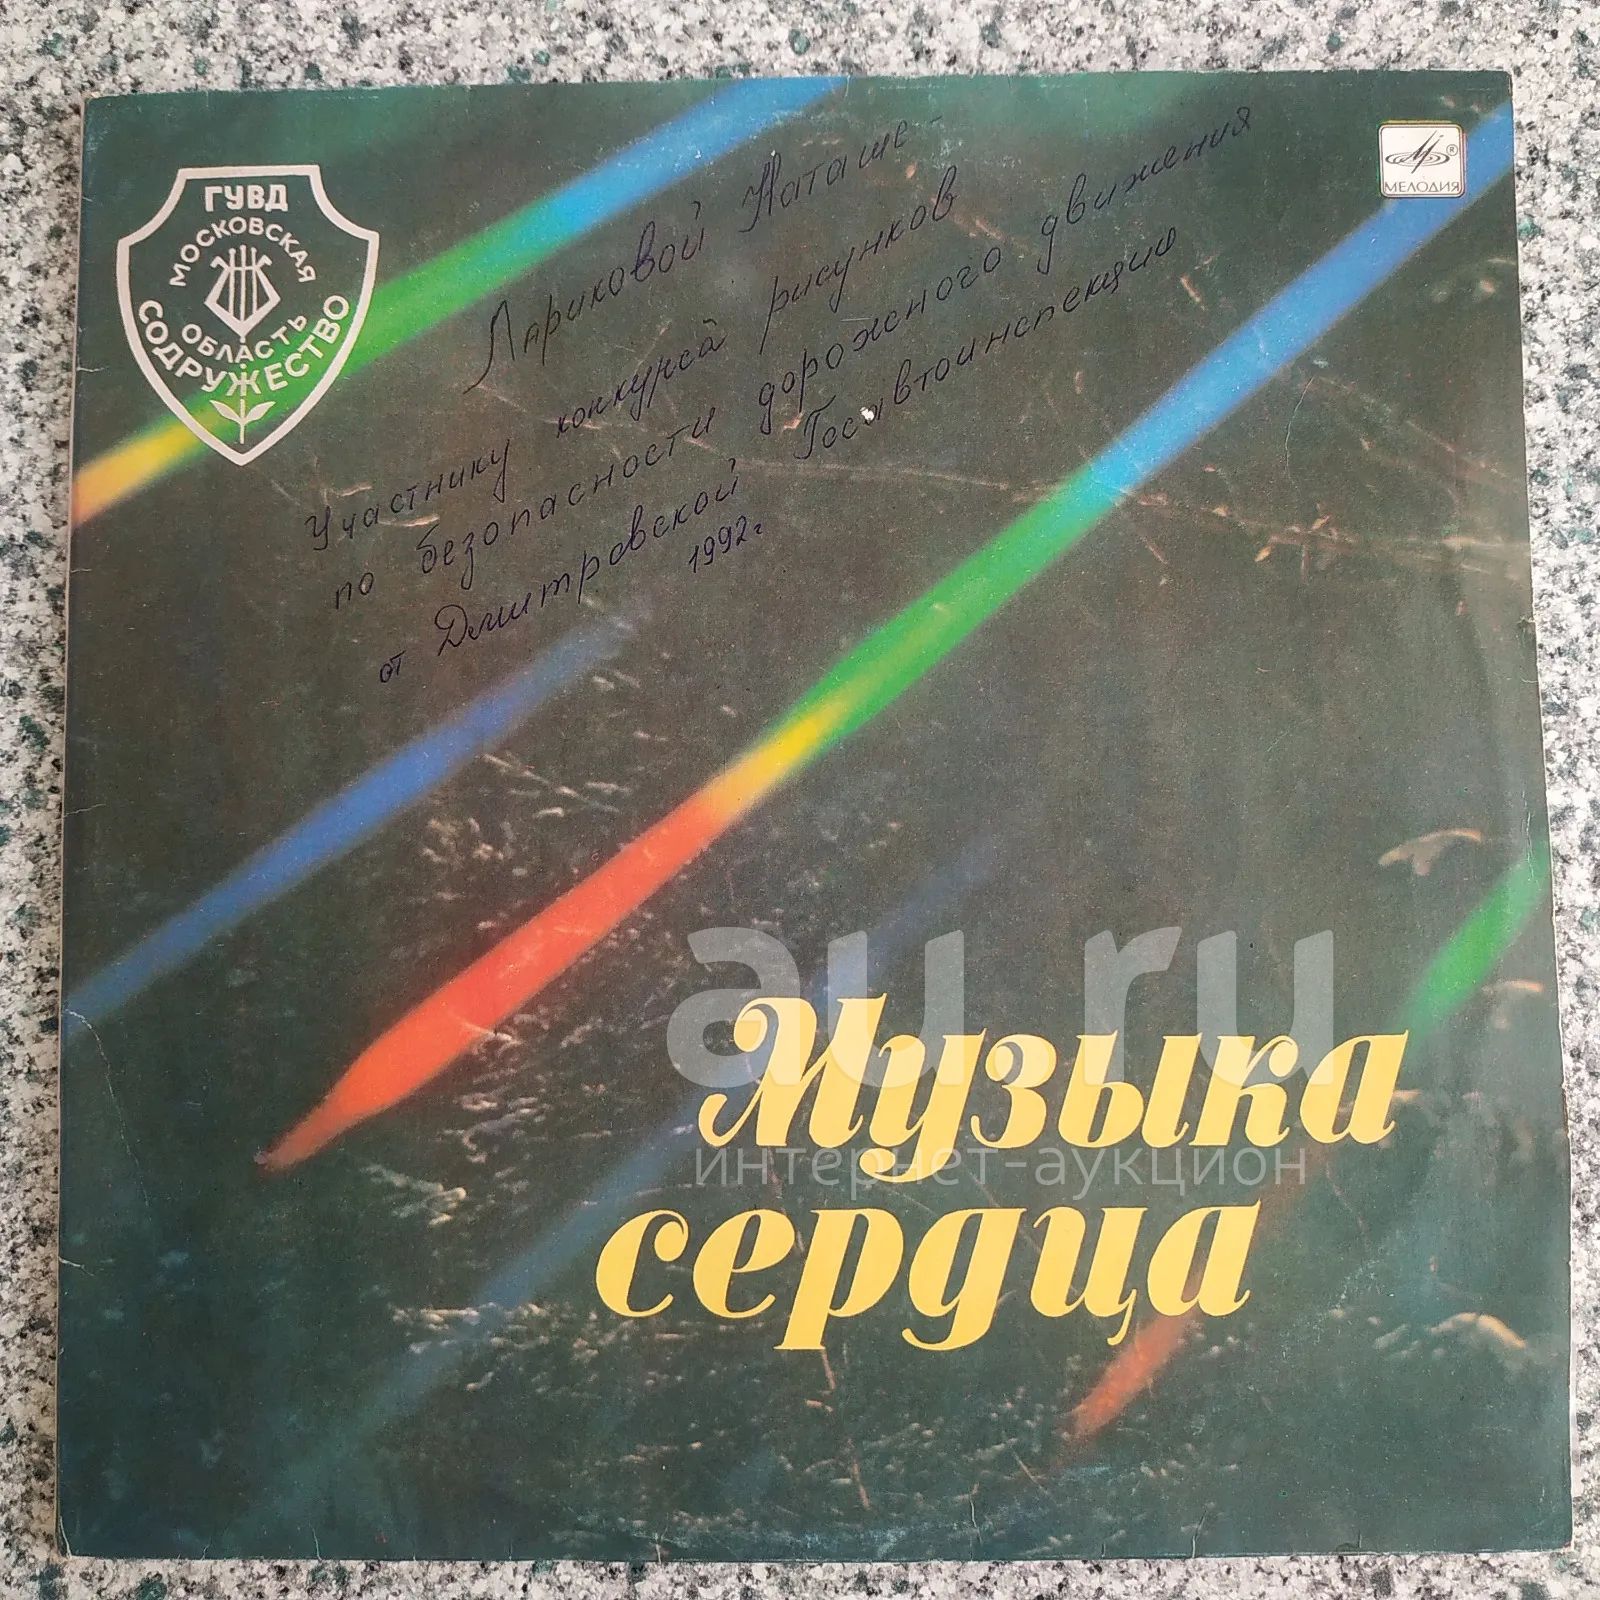 ГУВД
МОСКОВСКАЯ
ОБЛАСТЬ
СОДРУЖЕСТВО
МЕЛОДИЯ
Лариковой Наташе -
Участнику конкурса рисунков
по безопасности дорожного движения
от Дмитровской Госавтоинспекцию
1992г
Музыка
сердца
au.ru
интернет-аукцион